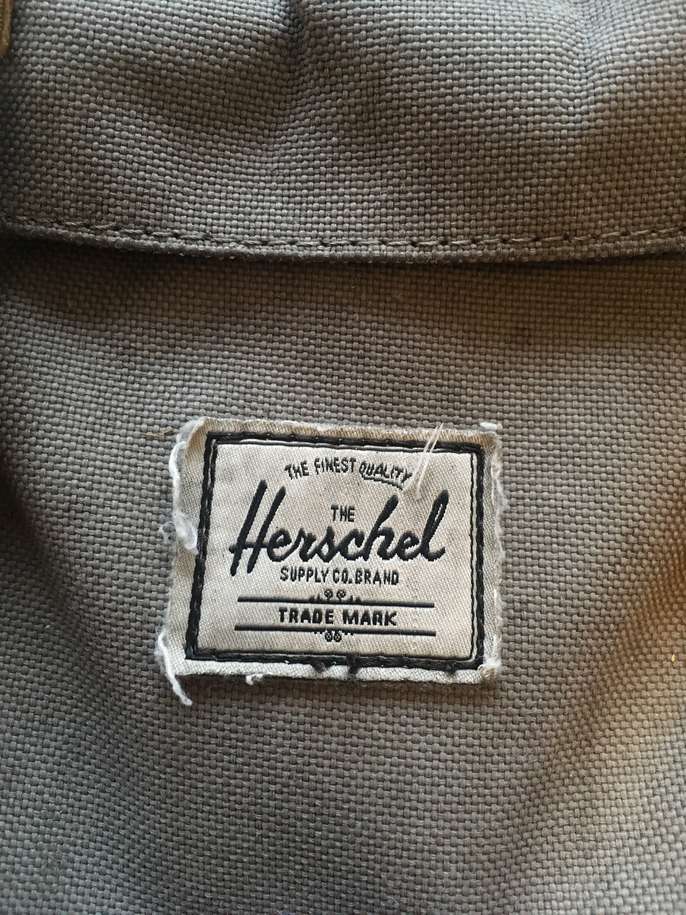 THE FINEST QUALITY
THE
Herschel
SUPPLY CO. BRAND
TRADE MARK